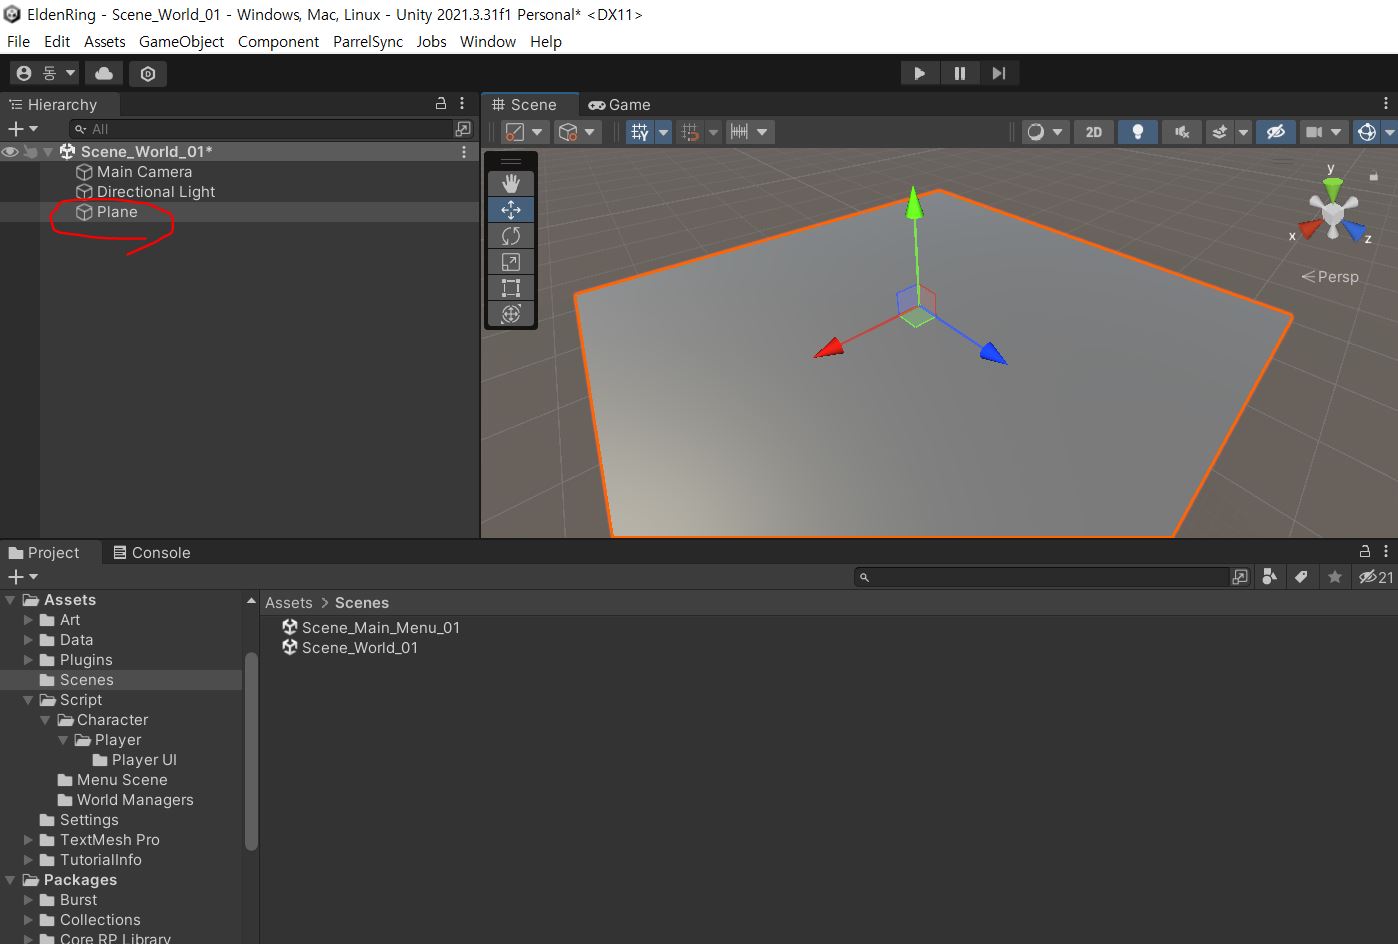 EldenRing - Scene_World_01 - Windows, Mac, Linux - Unity 2021.3.31f1 Personal* <DX11>
File Edit Assets GameObject Component ParrelSync Jobs Window Help
동
Hierarchy
All
Scene_World_01*
Main Camera
Directional Light
Plane
Scene Game
2D
y
x
z
Persp
Project Console
21
Assets
Art
Data
Plugins
Scenes
Script
Character
Player
Player UI
Menu Scene
World Managers
Settings
TextMesh Pro
TutorialInfo
Packages
Burst
Collections
Core RP Library
Assets > Scenes
Scene_Main_Menu_01
Scene_World_01